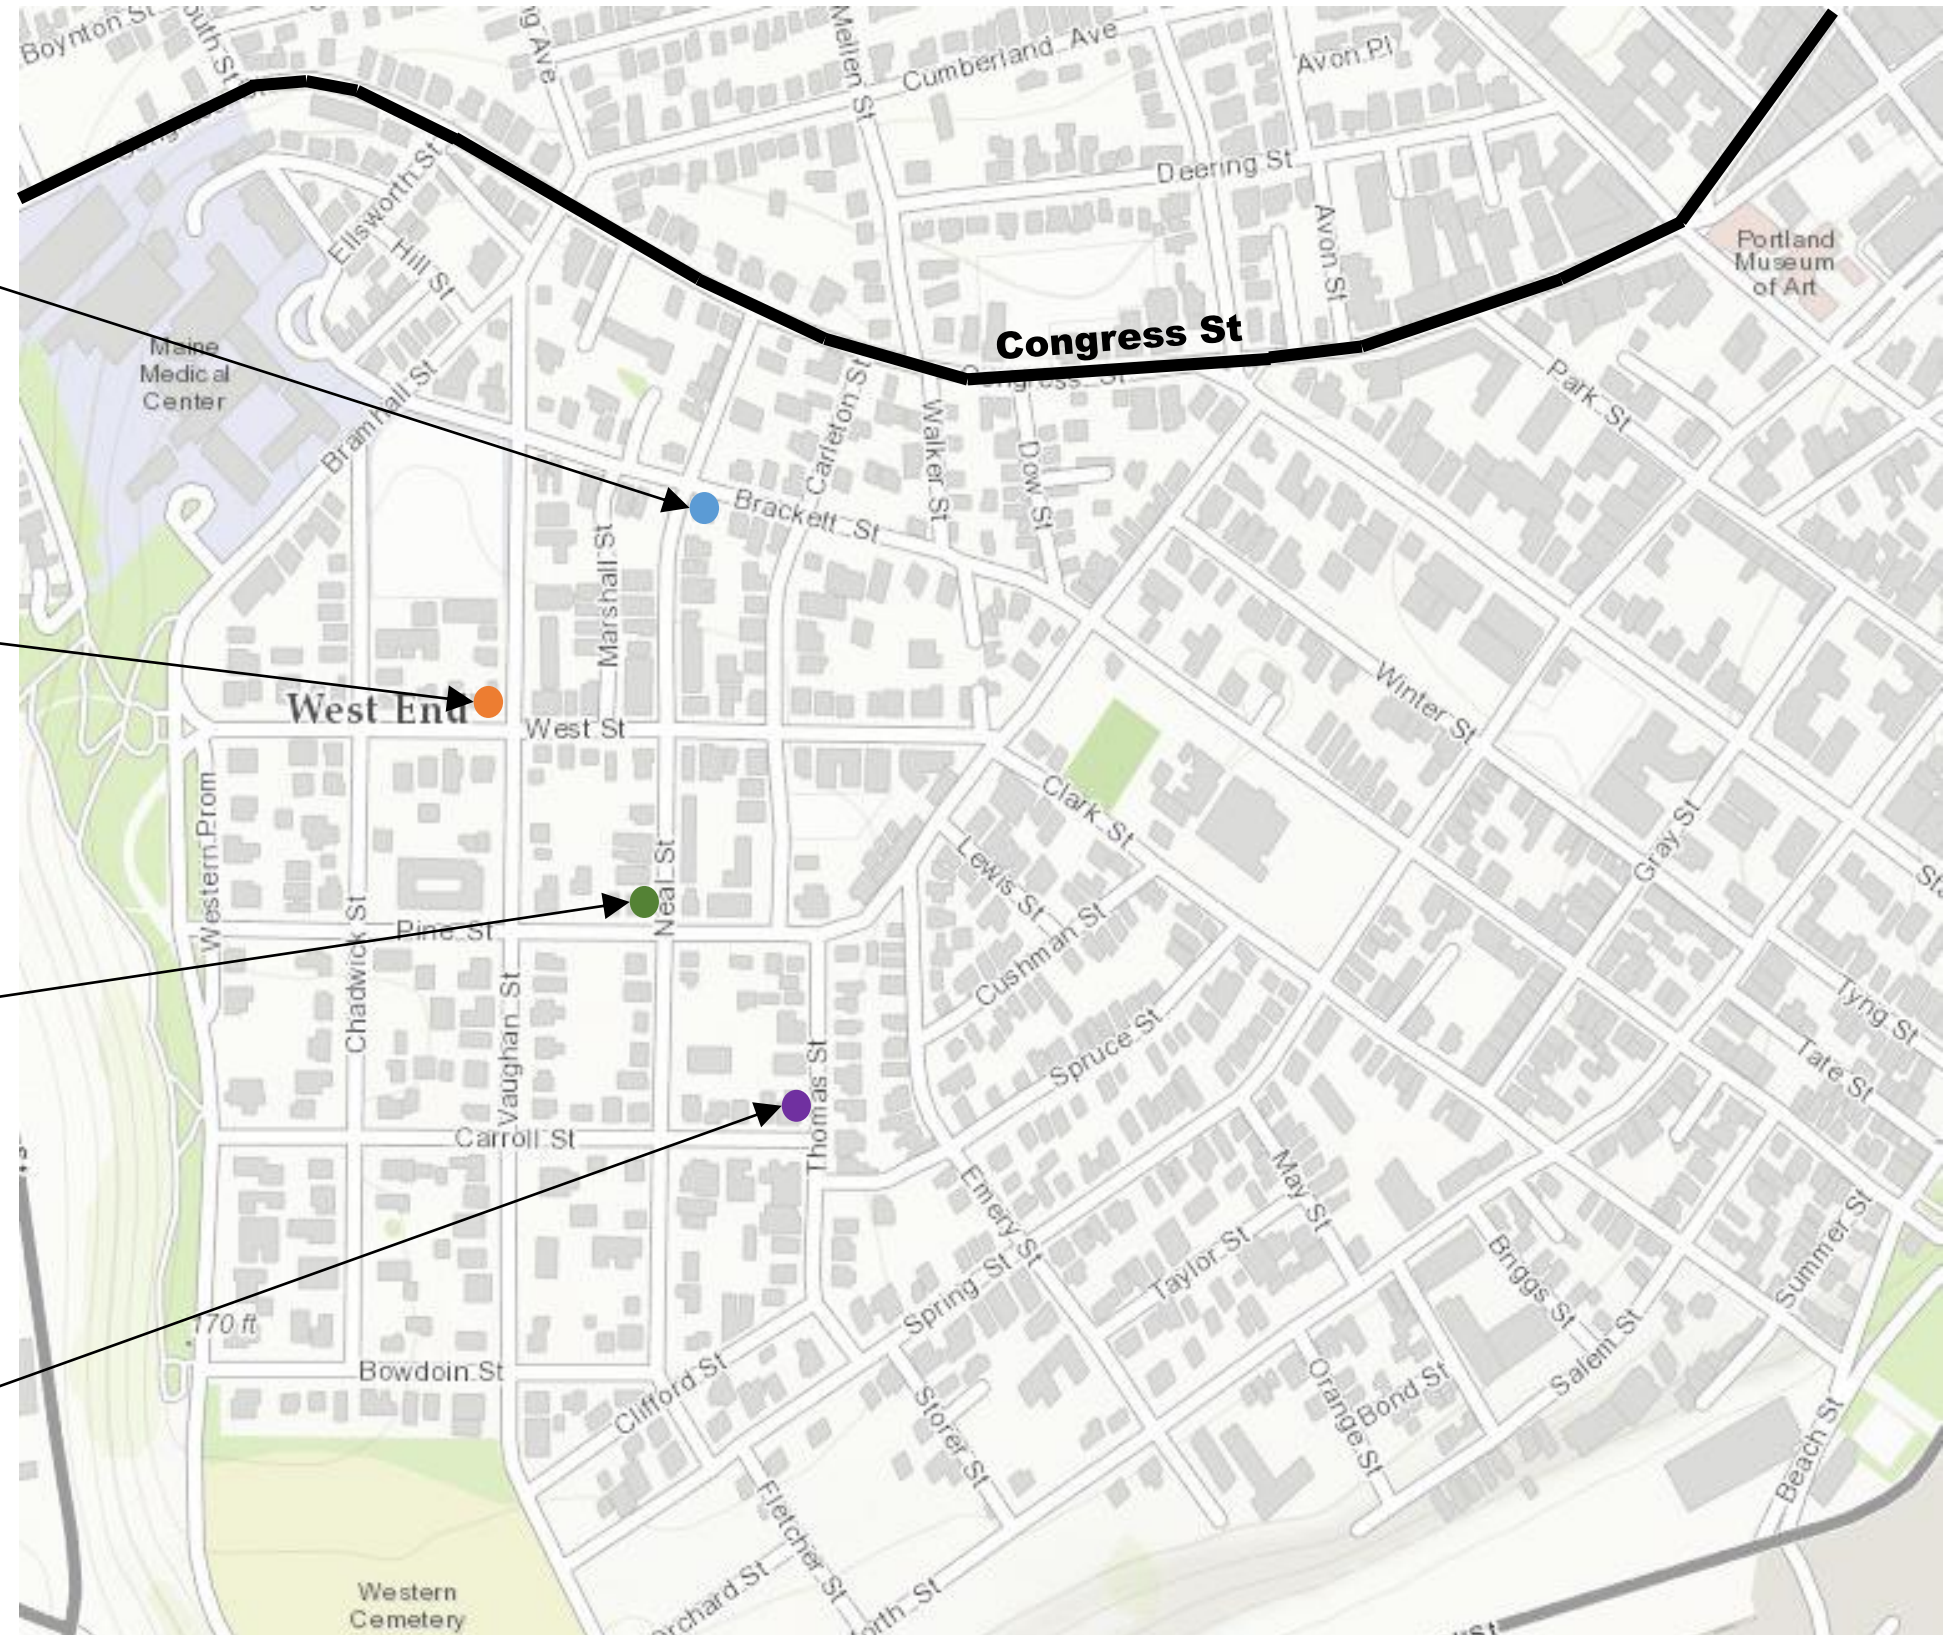 Boynton St
Mellen St
Cumberland Ave
Avon Pl
Deering St
Ellsworth St
Hill St
Avon St
Portland
Museum
of Art
Maine
Medical
Center
Congress St
Bramhall St
Carleton St
Walker St
Dow St
Park St
Brackett St
Marshall St
West End
West St
Winter St
Clark St
Gray St
Western Prom
Lewis St
Neal St
Chadwick St
Pine St
Cushman St
Vaughan St
Spruce St
Thomas St
Tyng St
Tate St
Carroll St
Emery St
May St
Spring St
Taylor St
Briggs St
Summer St
170 ft
Bowdoin St
Clifford St
Storer St
Orange St
Bond St
Salem St
Beach St
Fletcher St
Western
Cemetery